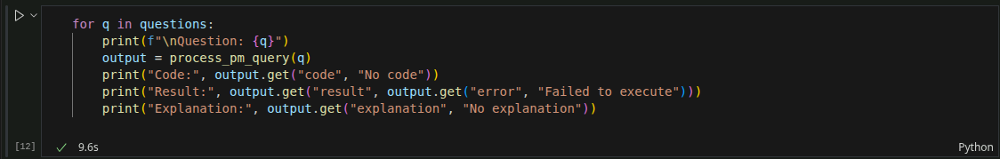 for q in questions:
    print(f"\nQuestion: {q}")
    output = process_pm_query(q)
    print("Code:", output.get("code", "No code"))
    print("Result:", output.get("result", output.get("error", "Failed to execute")))
    print("Explanation:", output.get("explanation", "No explanation"))
[12] 9.6s Python